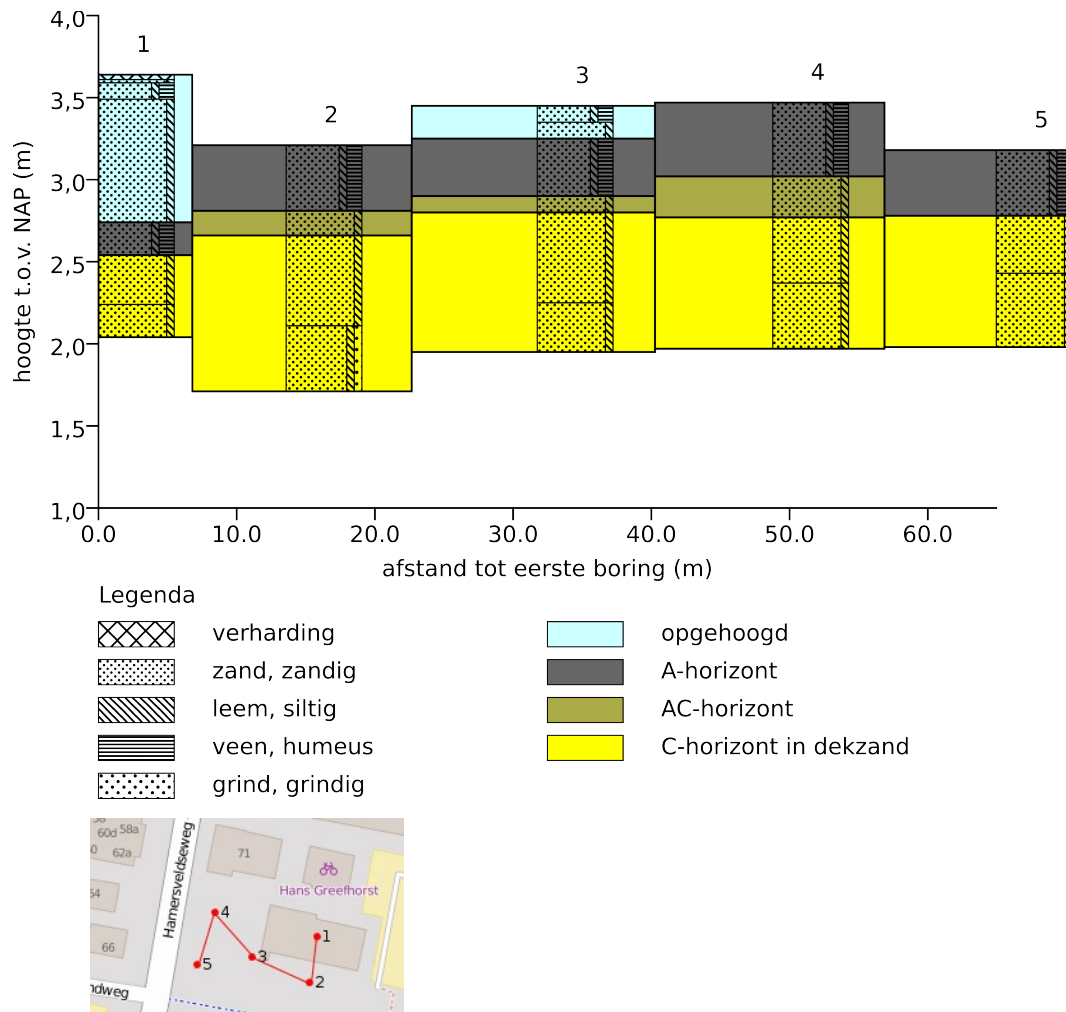 4,0
3,5
3,0
2,5
2,0
1,5
1,0
hoogte t.o.v. NAP (m)
1
2
3
4
5
0.0
10.0
20.0
30.0
40.0
50.0
60.0
afstand tot eerste boring (m)
Legenda
verharding
zand, zandig
leem, siltig
veen, humeus
grind, grindig
opgehoogd
A-horizont
AC-horizont
C-horizont in dekzand
60d
58a
62a
66
Hamersveldseweg
71
Hans Greefhorst
4
1
3
5
2
ndweg